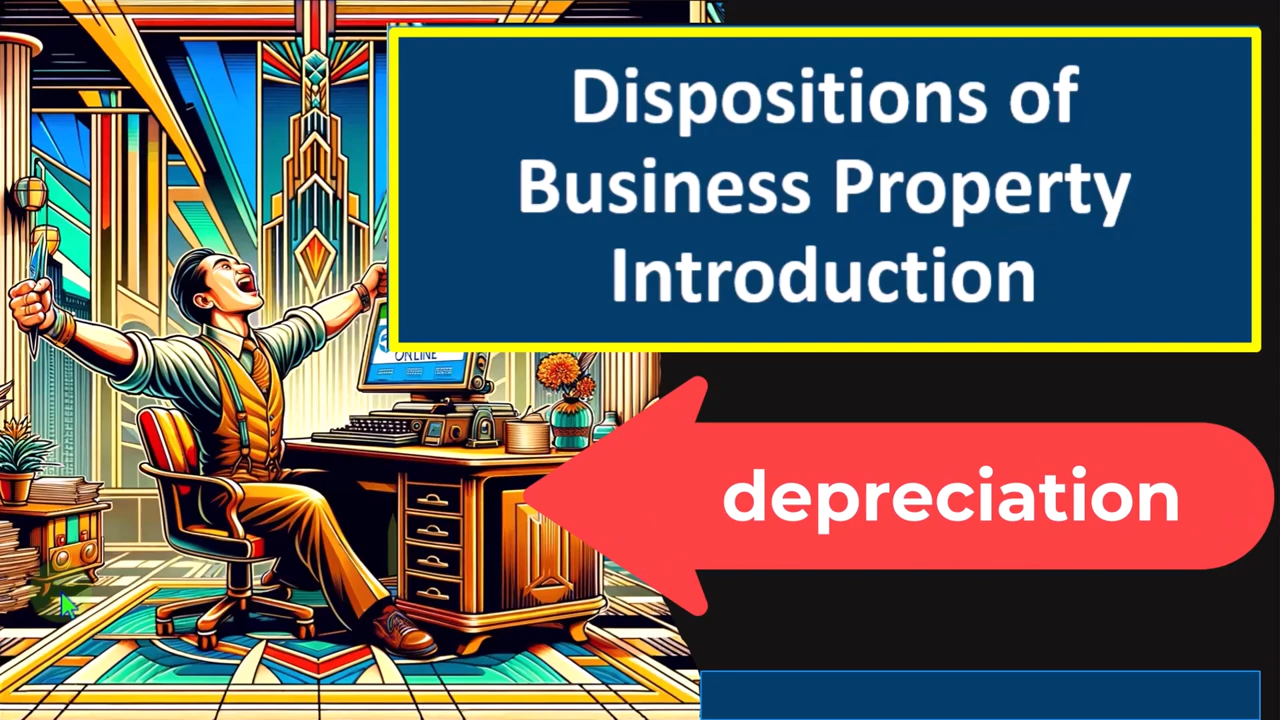 Dispositions of
Business Property
Introduction
ONLINE
depreciation